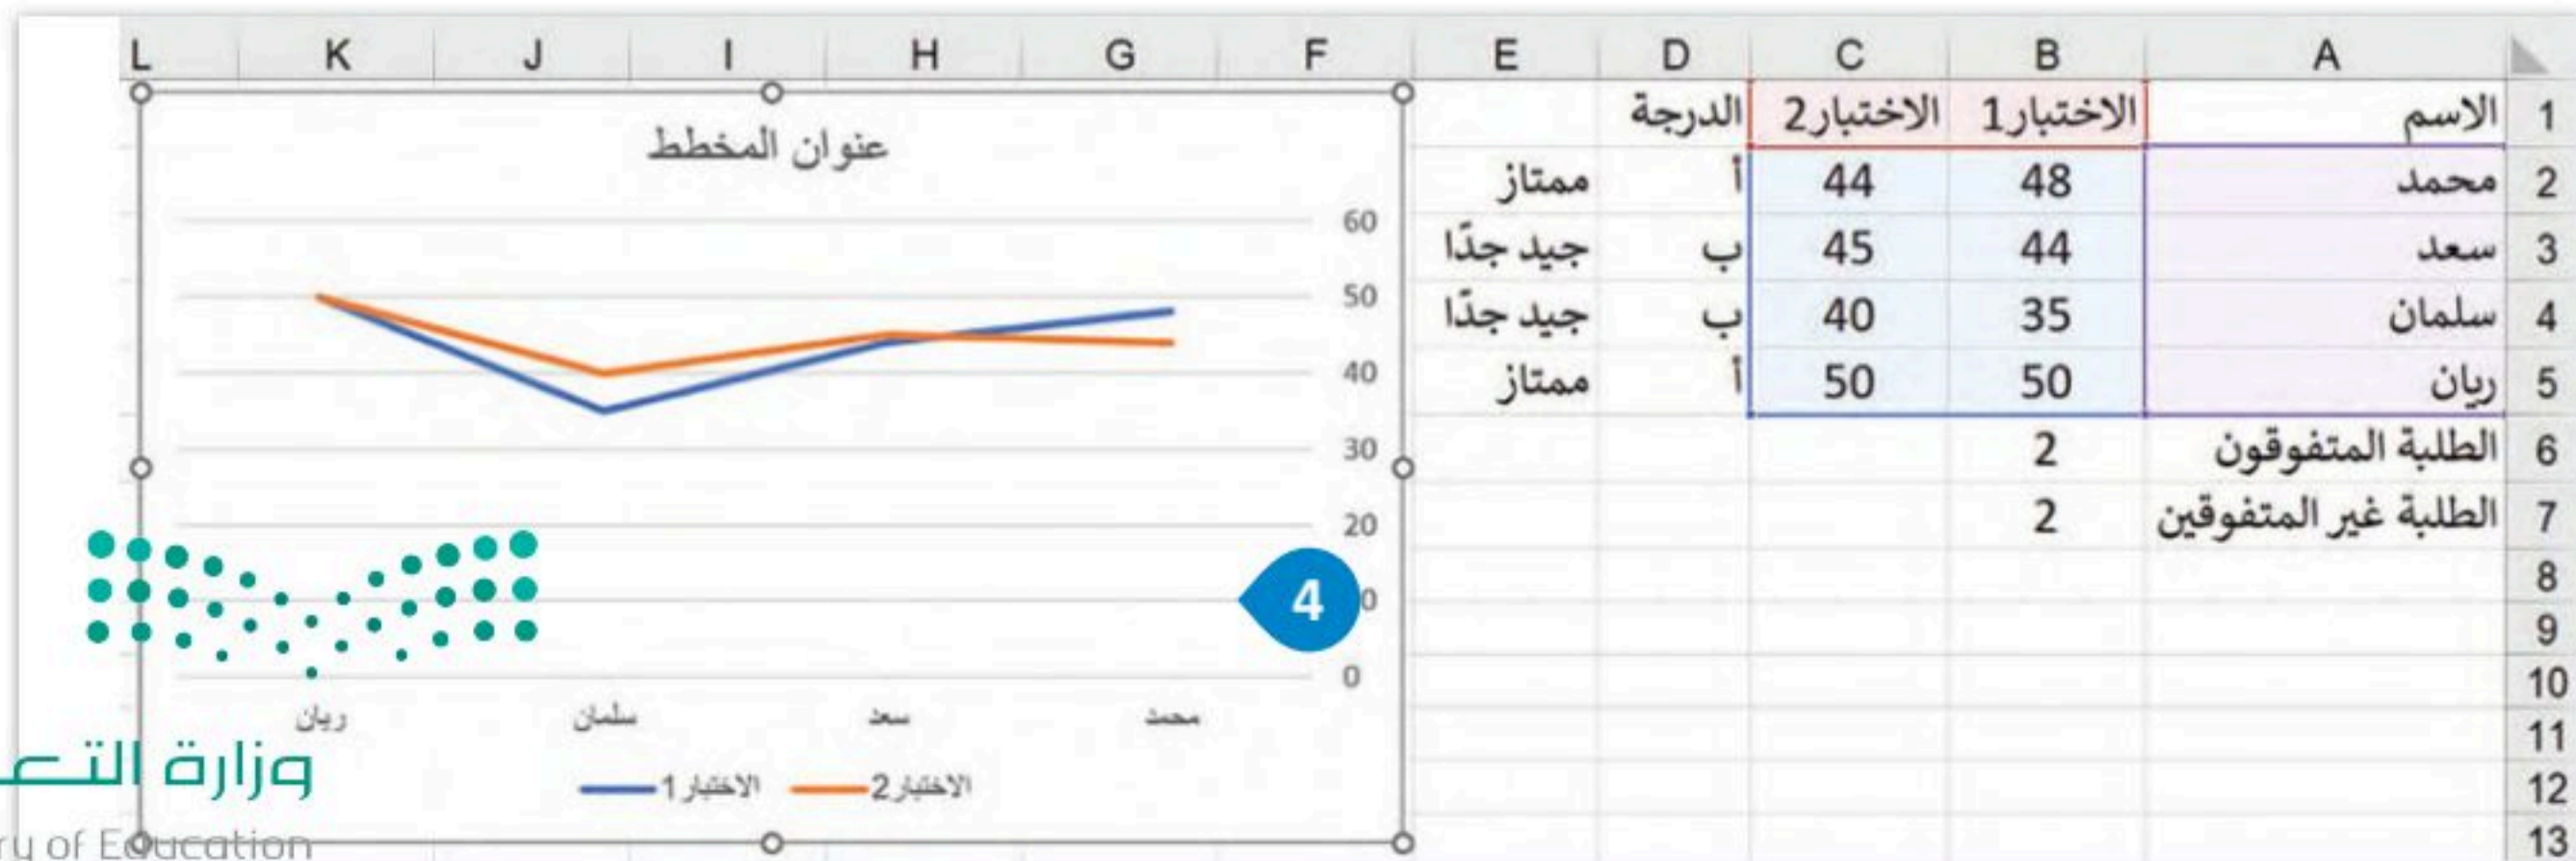 A B C D E F G H I J K L
1 الاسم الاختبار1 الاختبار2 الدرجة
2 محمد 48 44 أ ممتاز
3 سعد 44 45 ب جيد جدًا
4 سلمان 35 40 ب جيد جدًا
5 ريان 50 50 أ ممتاز
6 الطلبة المتفوقون 2
7 الطلبة غير المتفوقين 2
8
9
10
11
12
13
عنوان المخطط
60
50
40
30
20
0
0
4
محمد سعد سلمان ريان
الاختبار2 الاختبار1
وزارة التعـ
ry of Education